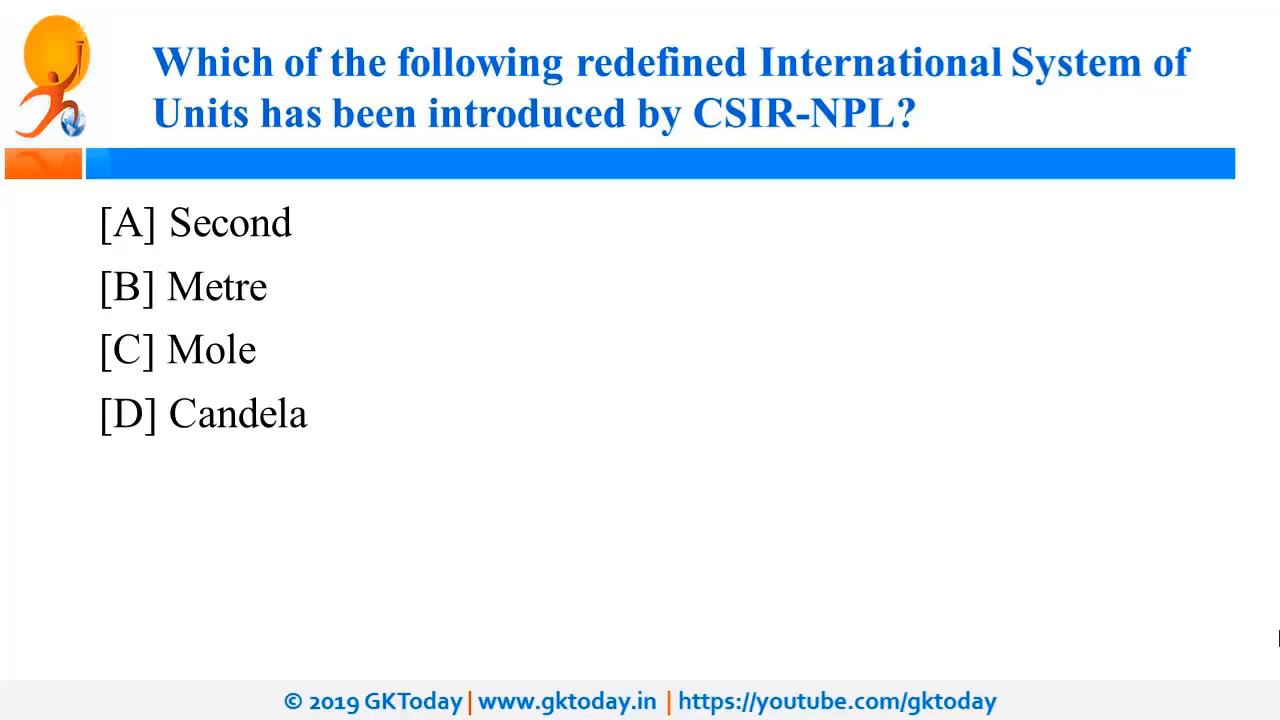 Which of the following redefined International System of
Units has been introduced by CSIR-NPL?
[A] Second
[B] Metre
[C] Mole
[D] Candela
© 2019 GKToday | www.gktoday.in | https://youtube.com/gktoday